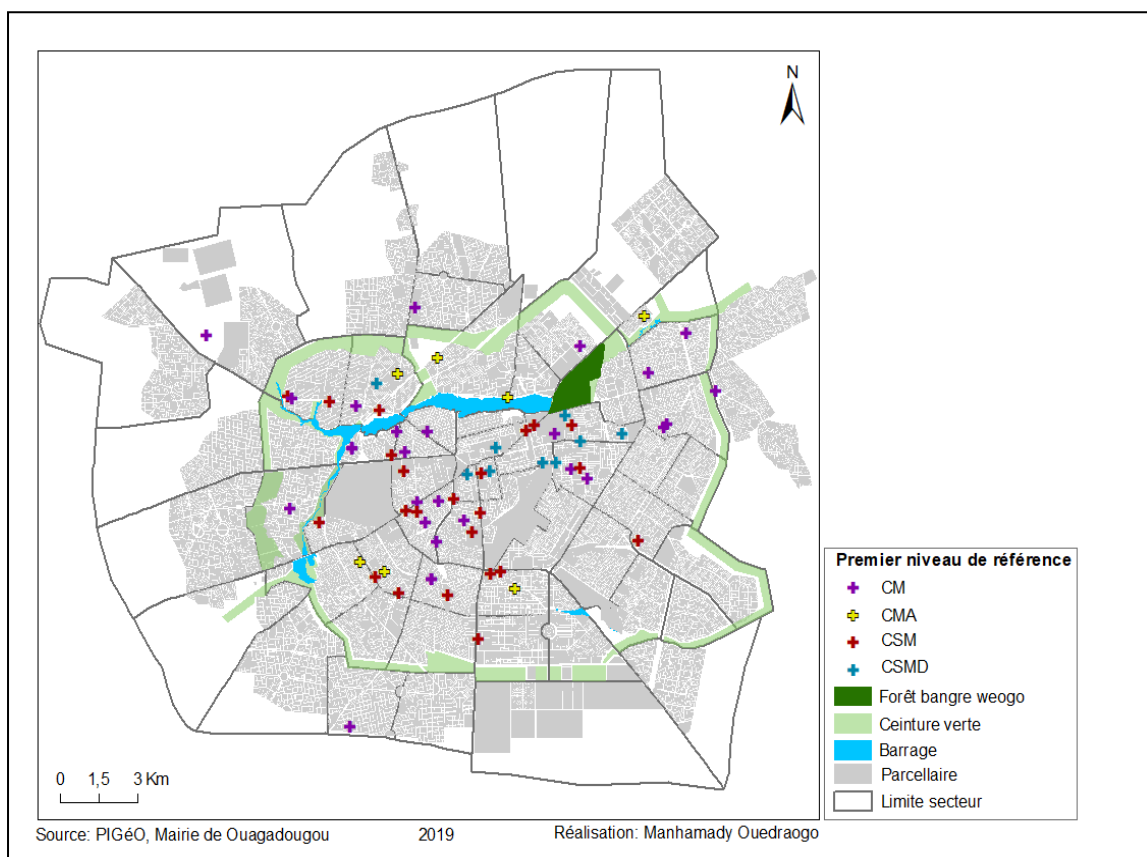 N
Premier niveau de référence
CM
CMA
CSM
CSMD
Forêt bangre weogo
Ceinture verte
Barrage
Parcellaire
Limite secteur
0 1,5 3 Km
Source: PIGéO, Mairie de Ouagadougou 2019 Réalisation: Manhamady Ouedraogo